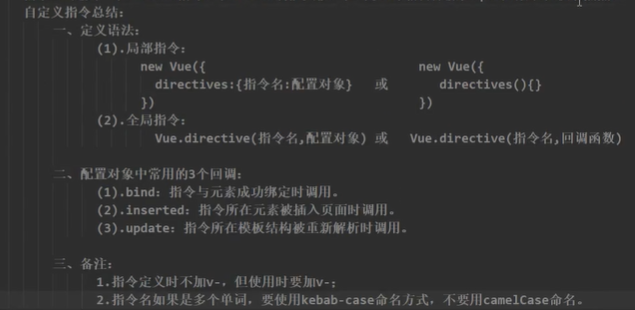 自定义指令总结：
一、定义语法：
(1).局部指令：
new Vue({ new Vue({
directives:{指令名:配置对象} 或 directives(){}
}) })
(2).全局指令：
Vue.directive(指令名,配置对象) 或 Vue.directive(指令名,回调函数)
二、配置对象中常用的3个回调：
(1).bind：指令与元素成功绑定时调用。
(2).inserted：指令所在元素被插入页面时调用。
(3).update：指令所在模板结构被重新解析时调用。
三、备注：
1.指令定义时不加v-，但使用时要加v-；
2.指令名如果是多个单词，要使用kebab-case命名方式，不要用camelCase命名。